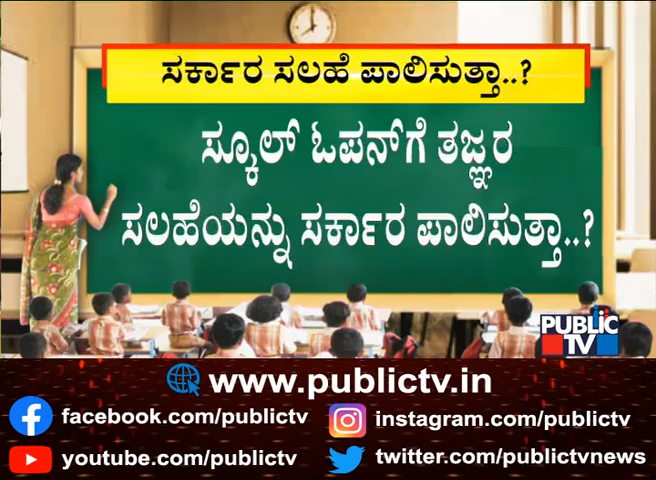 ಸರ್ಕಾರ ಸಲಹೆ ಪಾಲಿಸುತ್ತಾ..?
ಸ್ಕೂಲ್ ಓಪನ್‌ಗೆ ತಜ್ಞರ
ಸಲಹೆಯನ್ನು ಸರ್ಕಾರ ಪಾಲಿಸುತ್ತಾ..?
PUBLIC
TV
www.publictv.in
facebook.com/publictv
instagram.com/publictv
youtube.com/publictv
twitter.com/publictvnews